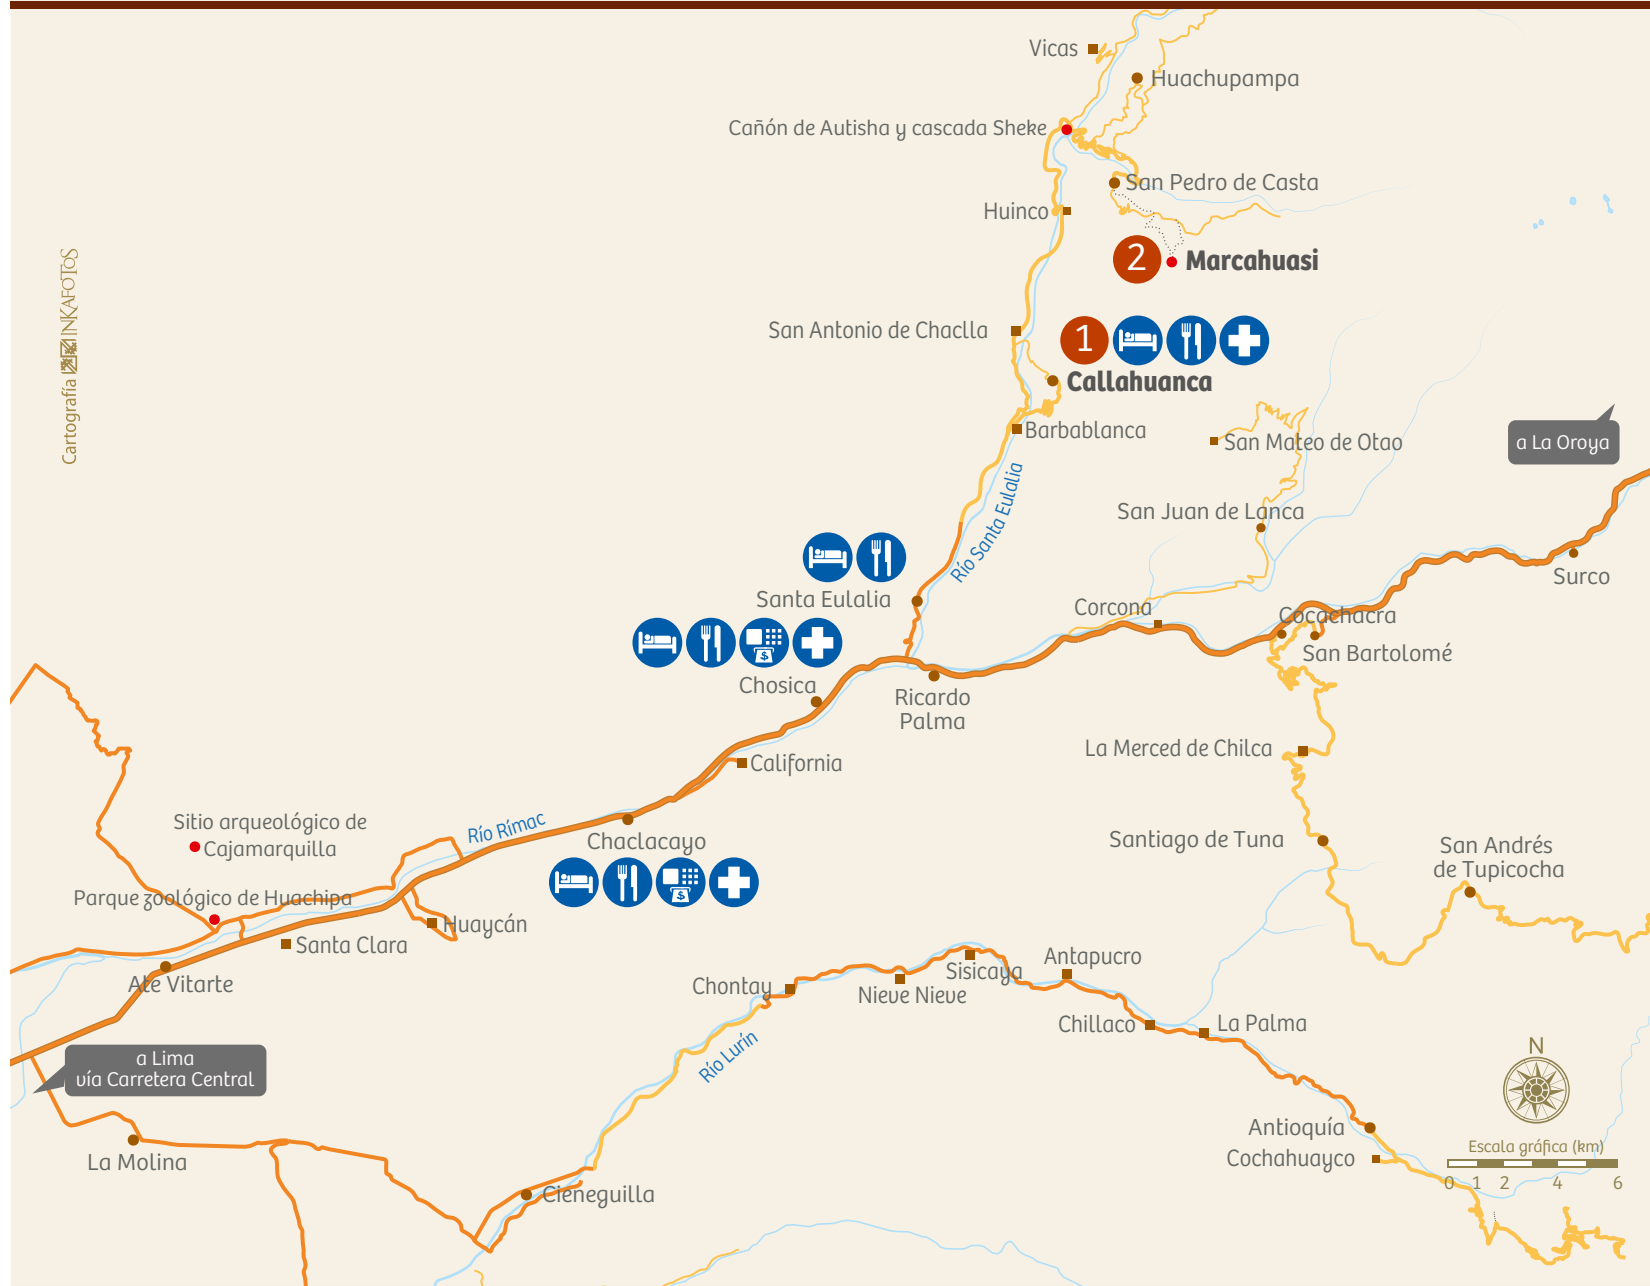 Vicas
Huachupampa
Cañón de Autisha y cascada Sheke
San Pedro de Casta
Huinco
2
Marcahuasi
San Antonio de Chaclla
1
Callahuanca
Barbablanca
San Mateo de Otao
a La Oroya
Cartografía INKAFOTOS
San Juan de Lanca
Río Santa Eulalia
Surco
Santa Eulalia
Corcona
Cocachacra
San Bartolomé
$
Chosica
Ricardo
Palma
La Merced de Chilca
California
Sitio arqueológico de
Cajamarquilla
Río Rímac
Chaclacayo
$
Santiago de Tuna
San Andrés
de Tupicocha
Parque zoológico de Huachipa
Huaycán
Santa Clara
Ate Vitarte
Chontay
Nieve Nieve
Sisicaya
Antapucro
Chillaco
La Palma
Río Lurín
a Lima
vía Carretera Central
N
La Molina
Antioquía
Cochahuayco
Escala gráfica (km)
0 1 2 4 6
Cieneguilla